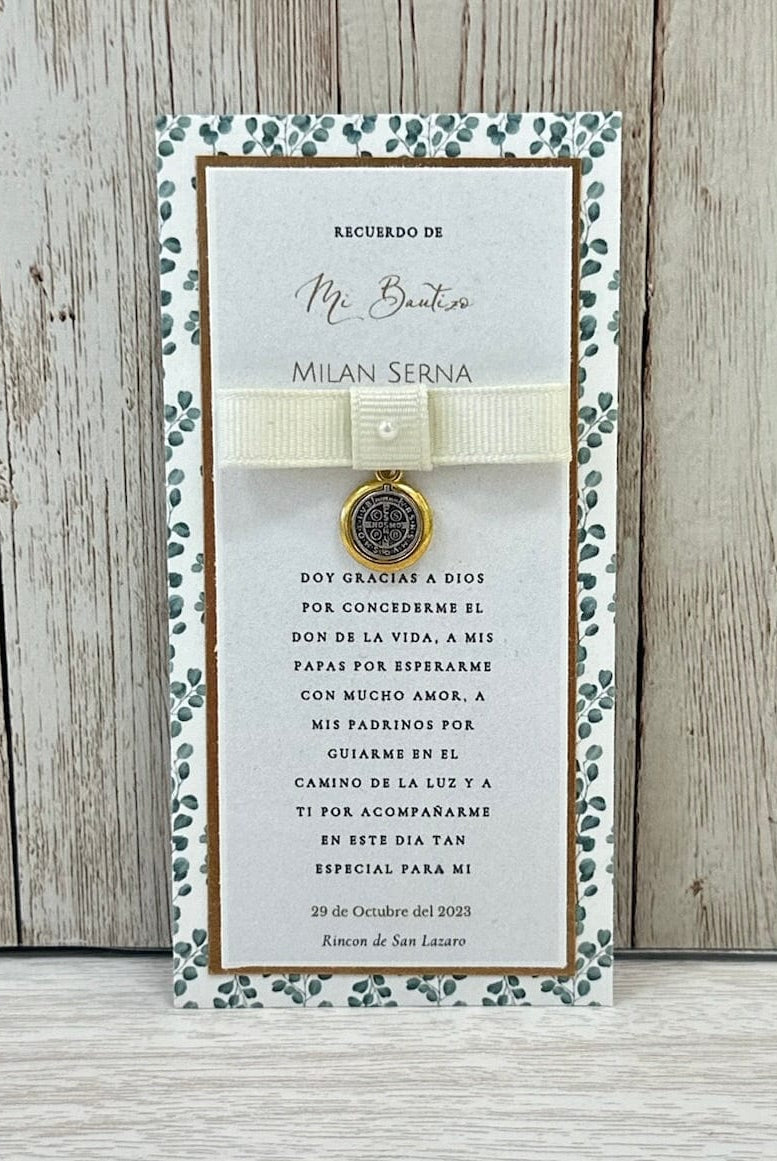 RECUERDO DE
Mi Bautizo
MILAN SERNA
DOY GRACIAS A DIOS
POR CONCEDERME EL
DON DE LA VIDA, A MIS
PAPAS POR ESPERARME
CON MUCHO AMOR, A
MIS PADRINOS POR
GUIARME EN EL
CAMINO DE LA LUZ Y A
TI POR ACOMPAÑARME
EN ESTE DIA TAN
ESPECIAL PARA MI
29 de Octubre del 2023
Rincon de San Lazaro